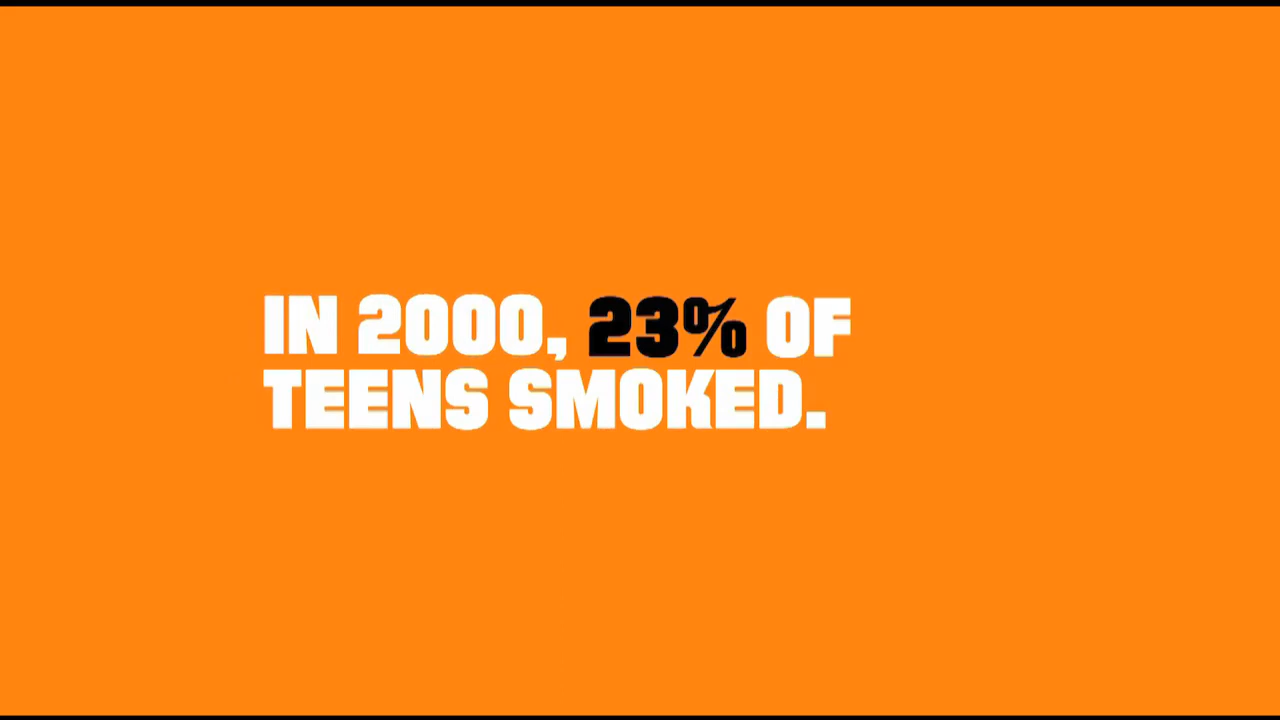 IN 2000, 23% OF
TEENS SMOKED.